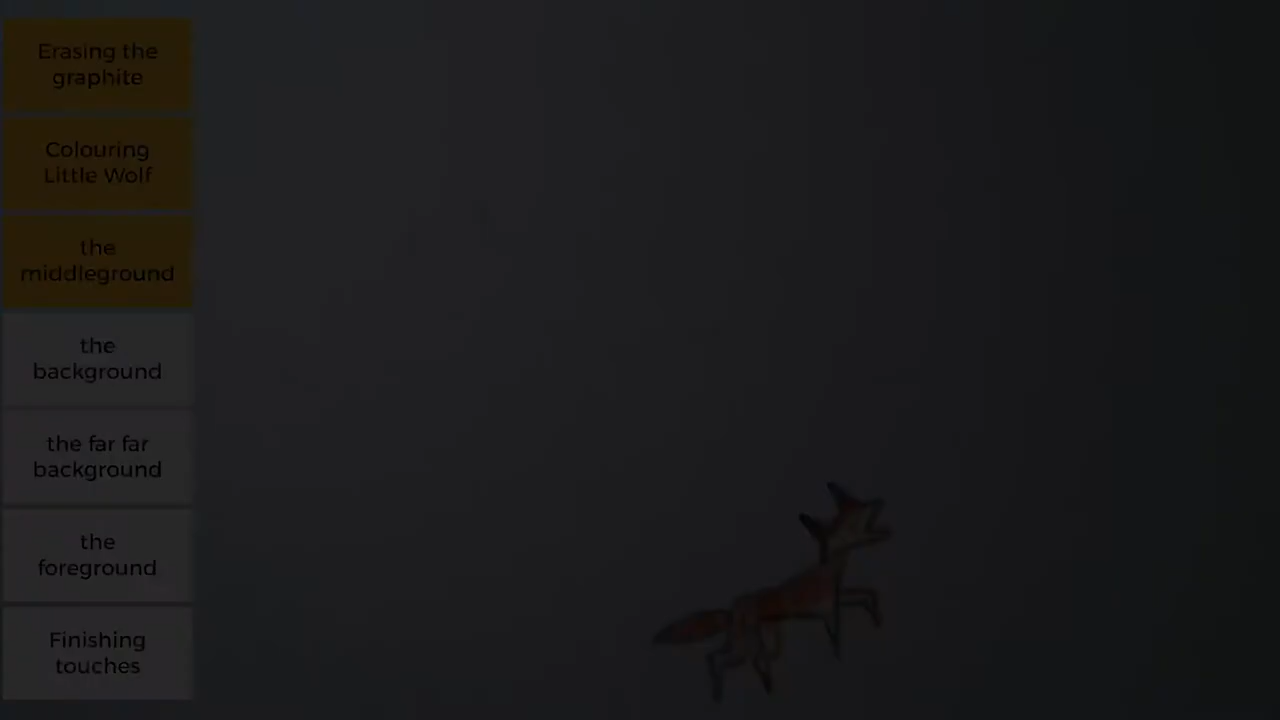 Erasing the
graphite
Colouring
Little Wolf
the
middleground
the
background
the far far
background
the
foreground
Finishing
touches